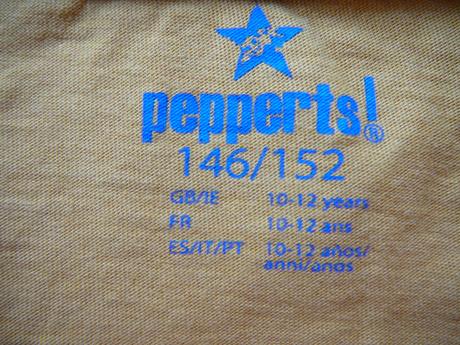 pepperts!®
146/152
GB/IE 10-12 years
FR 10-12 ans
ES/IT/PT 10-12 años/
anni/anos